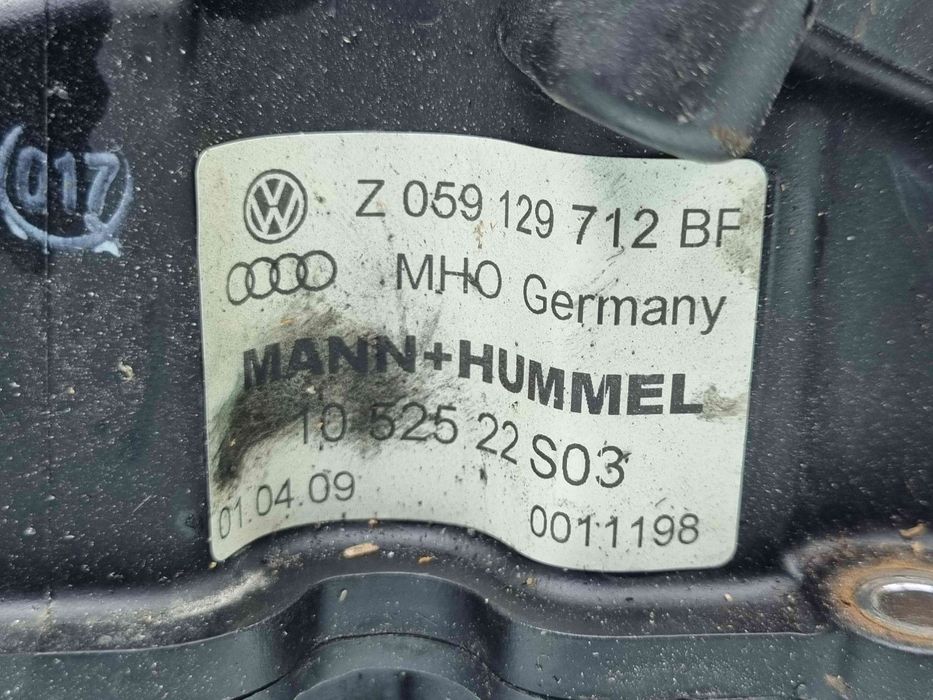 017
Z 059 129 712 BF
MHO Germany
MANN+HUMMEL
10 525 22 S03
01.04.09
0011198